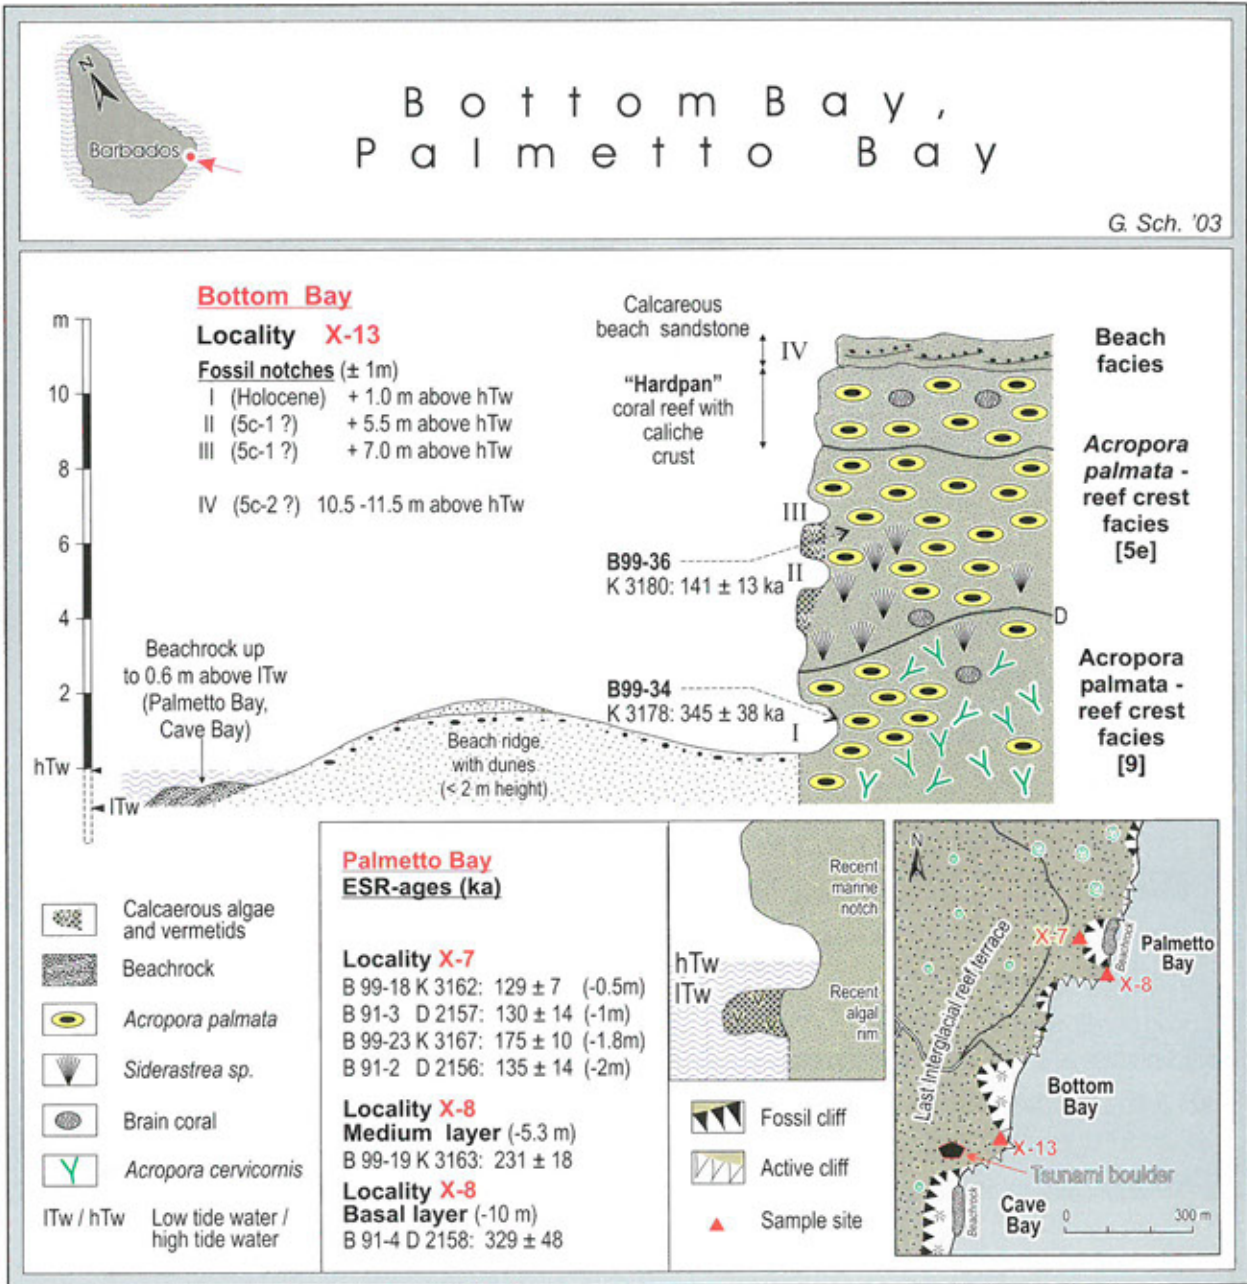 N
Barbados
Bottom Bay,
Palmetto Bay
G. Sch. '03
Bottom Bay
Locality X-13
Fossil notches (± 1m)
I (Holocene) + 1.0 m above hTw
II (5c-1 ?) + 5.5 m above hTw
III (5c-1 ?) + 7.0 m above hTw
IV (5c-2 ?) 10.5 -11.5 m above hTw
m
10
8
6
4
2
hTw
lTw
Calcareous
beach sandstone
IV
"Hardpan"
coral reef with
caliche
crust
III
B99-36
K 3180: 141 ± 13 ka
II
B99-34
K 3178: 345 ± 38 ka
I
D
Beach
facies
Acropora
palmata -
reef crest
facies
[5e]
Acropora
palmata -
reef crest
facies
[9]
Beachrock up
to 0.6 m above lTw
(Palmetto Bay,
Cave Bay)
Beach ridge
with dunes
(< 2 m height)
Calcaerous algae
and vermetids
Beachrock
Acropora palmata
Siderastrea sp.
Brain coral
Acropora cervicornis
lTw / hTw Low tide water /
high tide water
Palmetto Bay
ESR-ages (ka)
Locality X-7
B 99-18 K 3162: 129 ± 7 (-0.5m)
B 91-3 D 2157: 130 ± 14 (-1m)
B 99-23 K 3167: 175 ± 10 (-1.8m)
B 91-2 D 2156: 135 ± 14 (-2m)
Locality X-8
Medium layer (-5.3 m)
B 99-19 K 3163: 231 ± 18
Locality X-8
Basal layer (-10 m)
B 91-4 D 2158: 329 ± 48
Recent
marine
notch
hTw
lTw
Recent
algal
rim
Fossil cliff
Active cliff
Sample site
N
Last Interglacial reef terrace
X-7
Beachrock
Palmetto
Bay
X-8
Bottom
Bay
X-13
Tsunami boulder
Beachrock
Cave
Bay
0 300 m